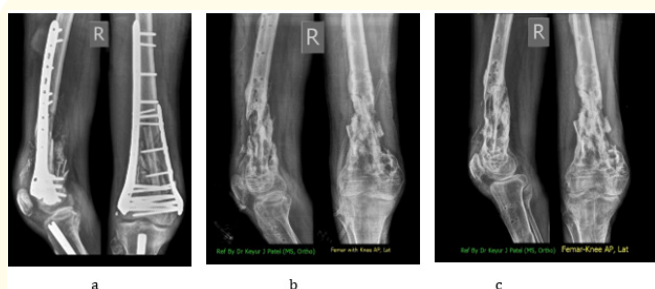 R
R
R
Ref By Dr Keyur J Patel (MS, Ortho)
Femur with Knee AP, Lat
Ref By Dr Keyur J Patel (MS, Ortho)
Femar-Knee AP, Lat
a
b
c